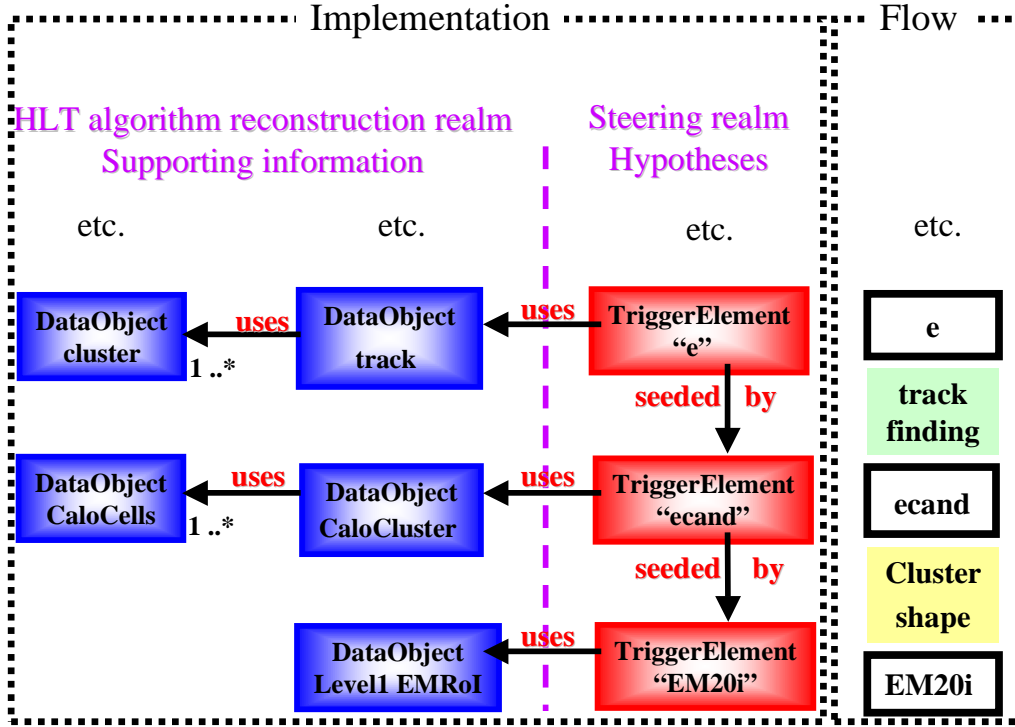 Implementation
Flow
HLT algorithm reconstruction realm
Supporting information
Steering realm
Hypotheses
etc.
etc.
etc.
etc.
DataObject
cluster
uses
1 ..*
DataObject
track
uses
TriggerElement
“e”
e
seeded by
track
finding
DataObject
CaloCells
uses
1 ..*
DataObject
CaloCluster
uses
TriggerElement
“ecand”
ecand
seeded by
Cluster
shape
DataObject
Level1 EMRoI
uses
TriggerElement
“EM20i”
EM20i